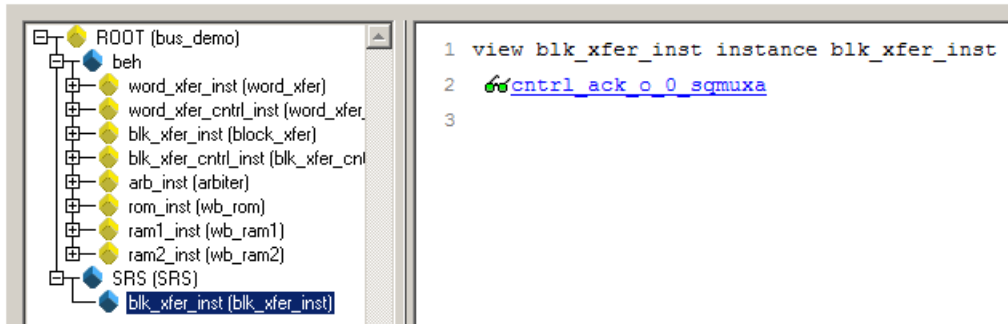 ROOT (bus_demo)
beh
word_xfer_inst (word_xfer)
word_xfer_cntrl_inst (word_xfer_
blk_xfer_inst (block_xfer)
blk_xfer_cntrl_inst (blk_xfer_cnt
arb_inst (arbiter)
rom_inst (wb_rom)
ram1_inst (wb_ram1)
ram2_inst (wb_ram2)
SRS (SRS)
blk_xfer_inst (blk_xfer_inst)
1 view blk_xfer_inst instance blk_xfer_inst
2 cntrl_ack_o_0_sqmuxa
3